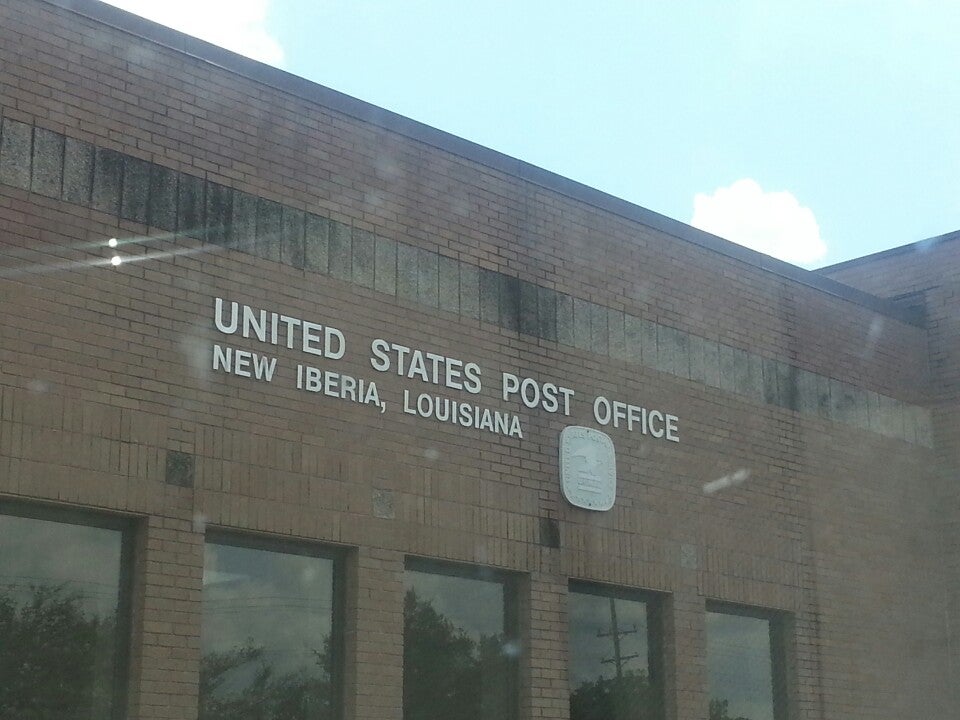 UNITED STATES POST OFFICE
NEW IBERIA, LOUISIANA